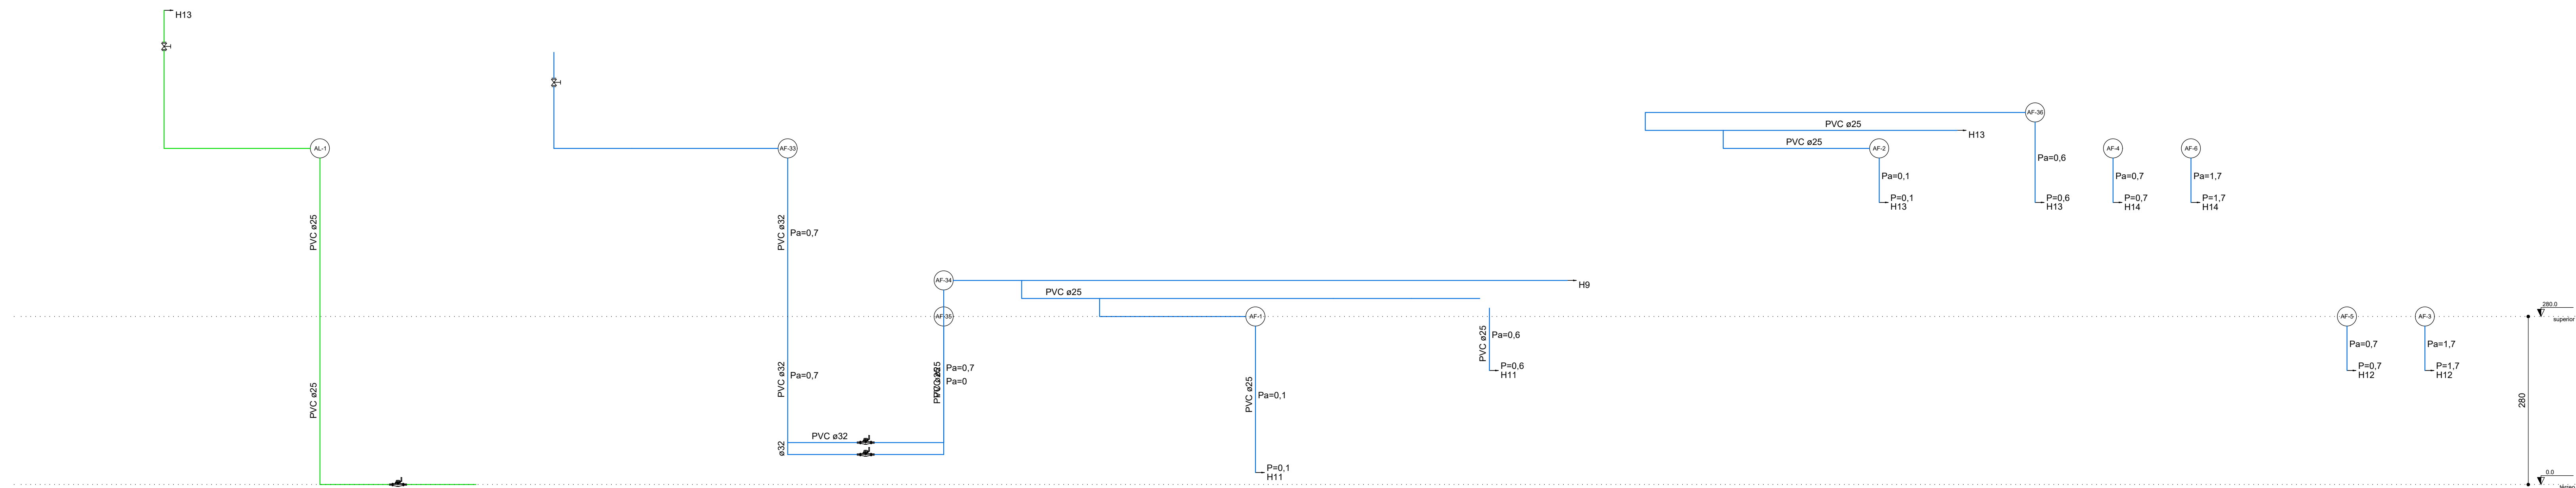 H13
AF-36
PVC ø25
H13
PVC ø25
AL-1
AF-33
AF-2
AF-4
AF-6
Pa=0,6
Pa=0,1
Pa=0,7
Pa=1,7
P=0,1
H13
P=0,6
H13
P=0,7
H14
P=1,7
H14
PVC ø25
PVC ø32
Pa=0,7
AF-34
H9
PVC ø25
AF-35
AF-1
AF-5
AF-3
280.0
superior
PVC ø25
Pa=0,6
Pa=0,7
Pa=1,7
P=0,6
H11
P=0,7
H12
P=1,7
H12
PVC ø25
PVC ø32
Pa=0,7
Pa=0,7
Pa=0
PVC ø25
Pa=0,1
280
PVC ø32
ø32
P=0,1
H11
0.0